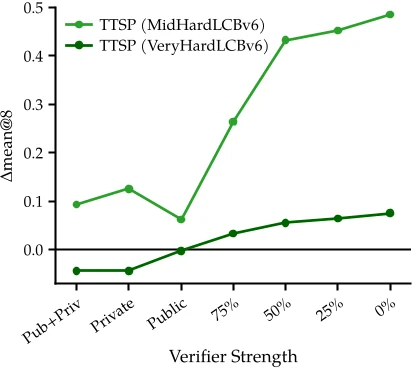 0.5
0.4
0.3
0.2
0.1
0.0
Δmean@8
TTSP (MidHardLCBv6)
TTSP (VeryHardLCBv6)
Pub+Priv
Private
Public
75%
50%
25%
0%
Verifier Strength